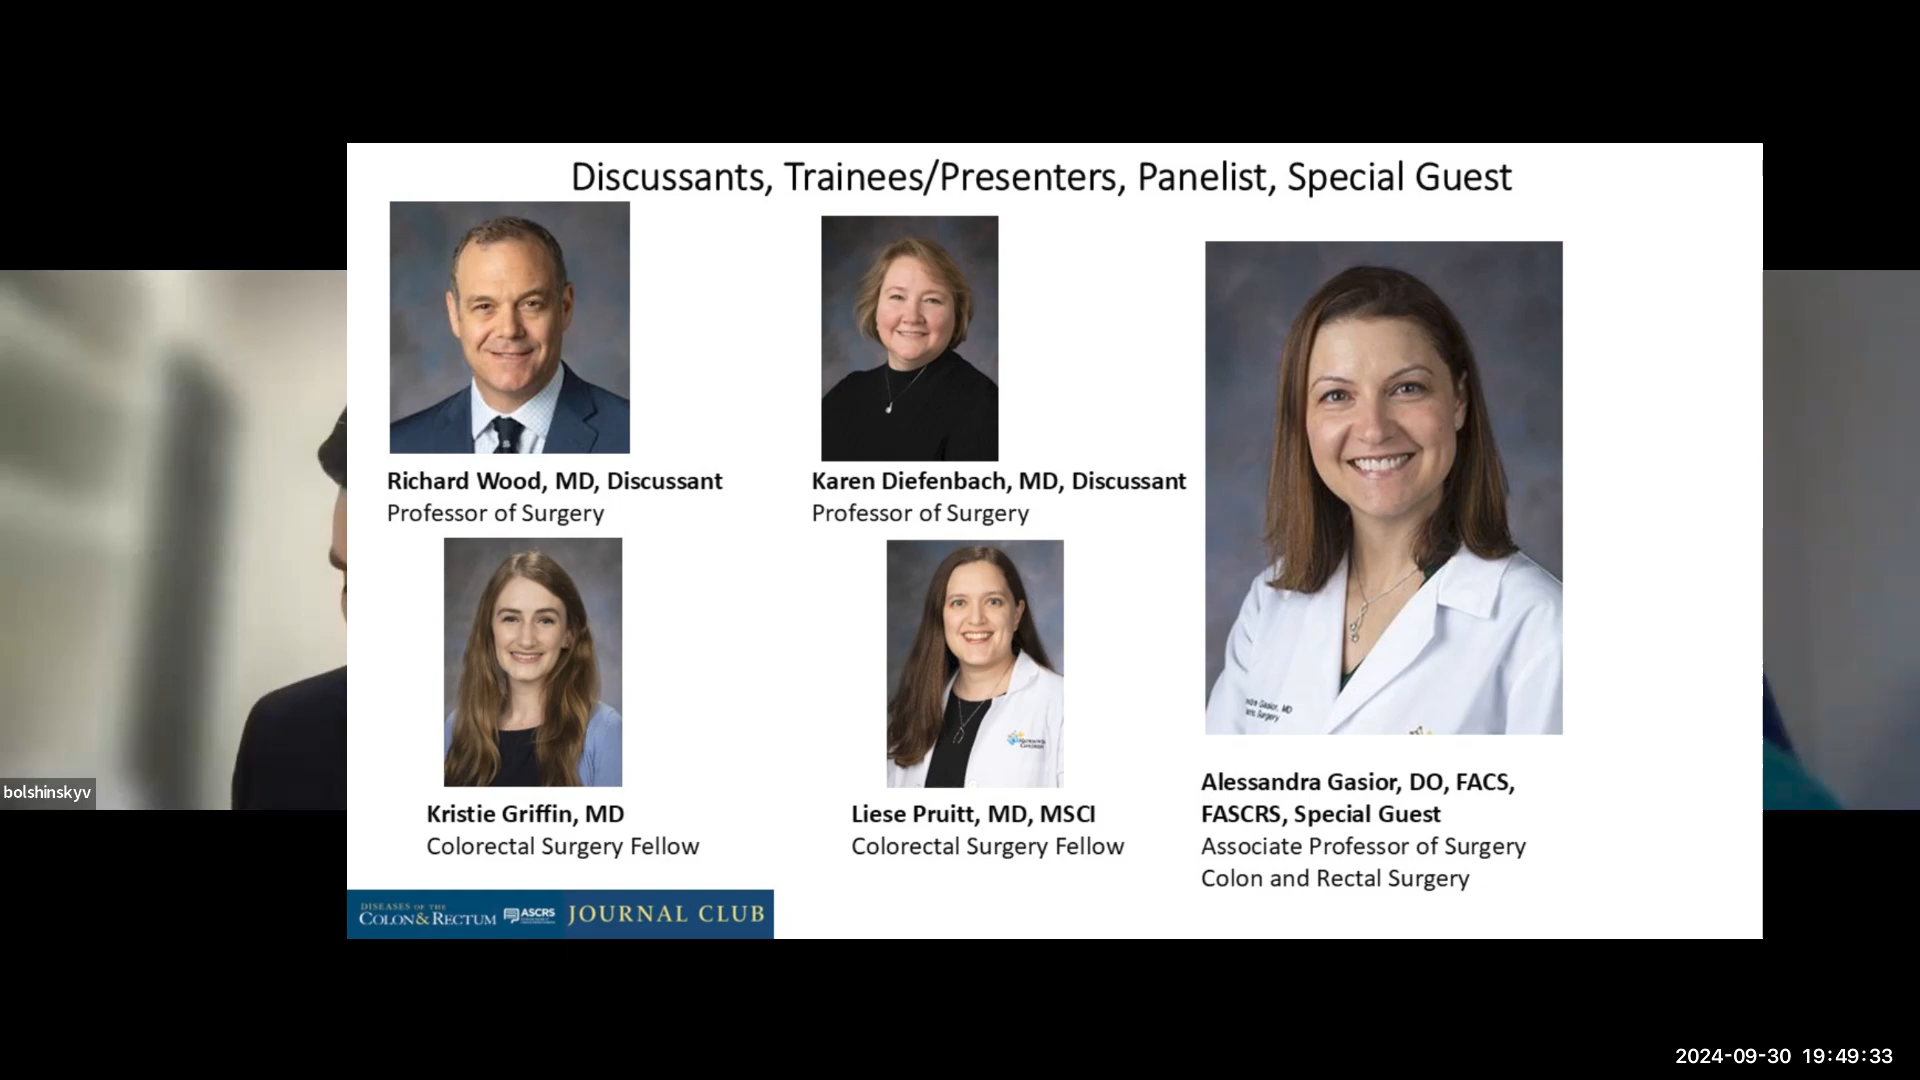 Discussants, Trainees/Presenters, Panelist, Special Guest
Richard Wood, MD, Discussant
Professor of Surgery
Karen Diefenbach, MD, Discussant
Professor of Surgery
Kristie Griffin, MD
Colorectal Surgery Fellow
Liese Pruitt, MD, MSCI
Colorectal Surgery Fellow
Gasior, MD
Surgery
Alessandra Gasior, DO, FACS,
FASCRS, Special Guest
Associate Professor of Surgery
Colon and Rectal Surgery
bolshinskyv
DISEASES OF THE
COLON&RECTUM
ASCRS
JOURNAL CLUB
2024-09-30 19:49:33